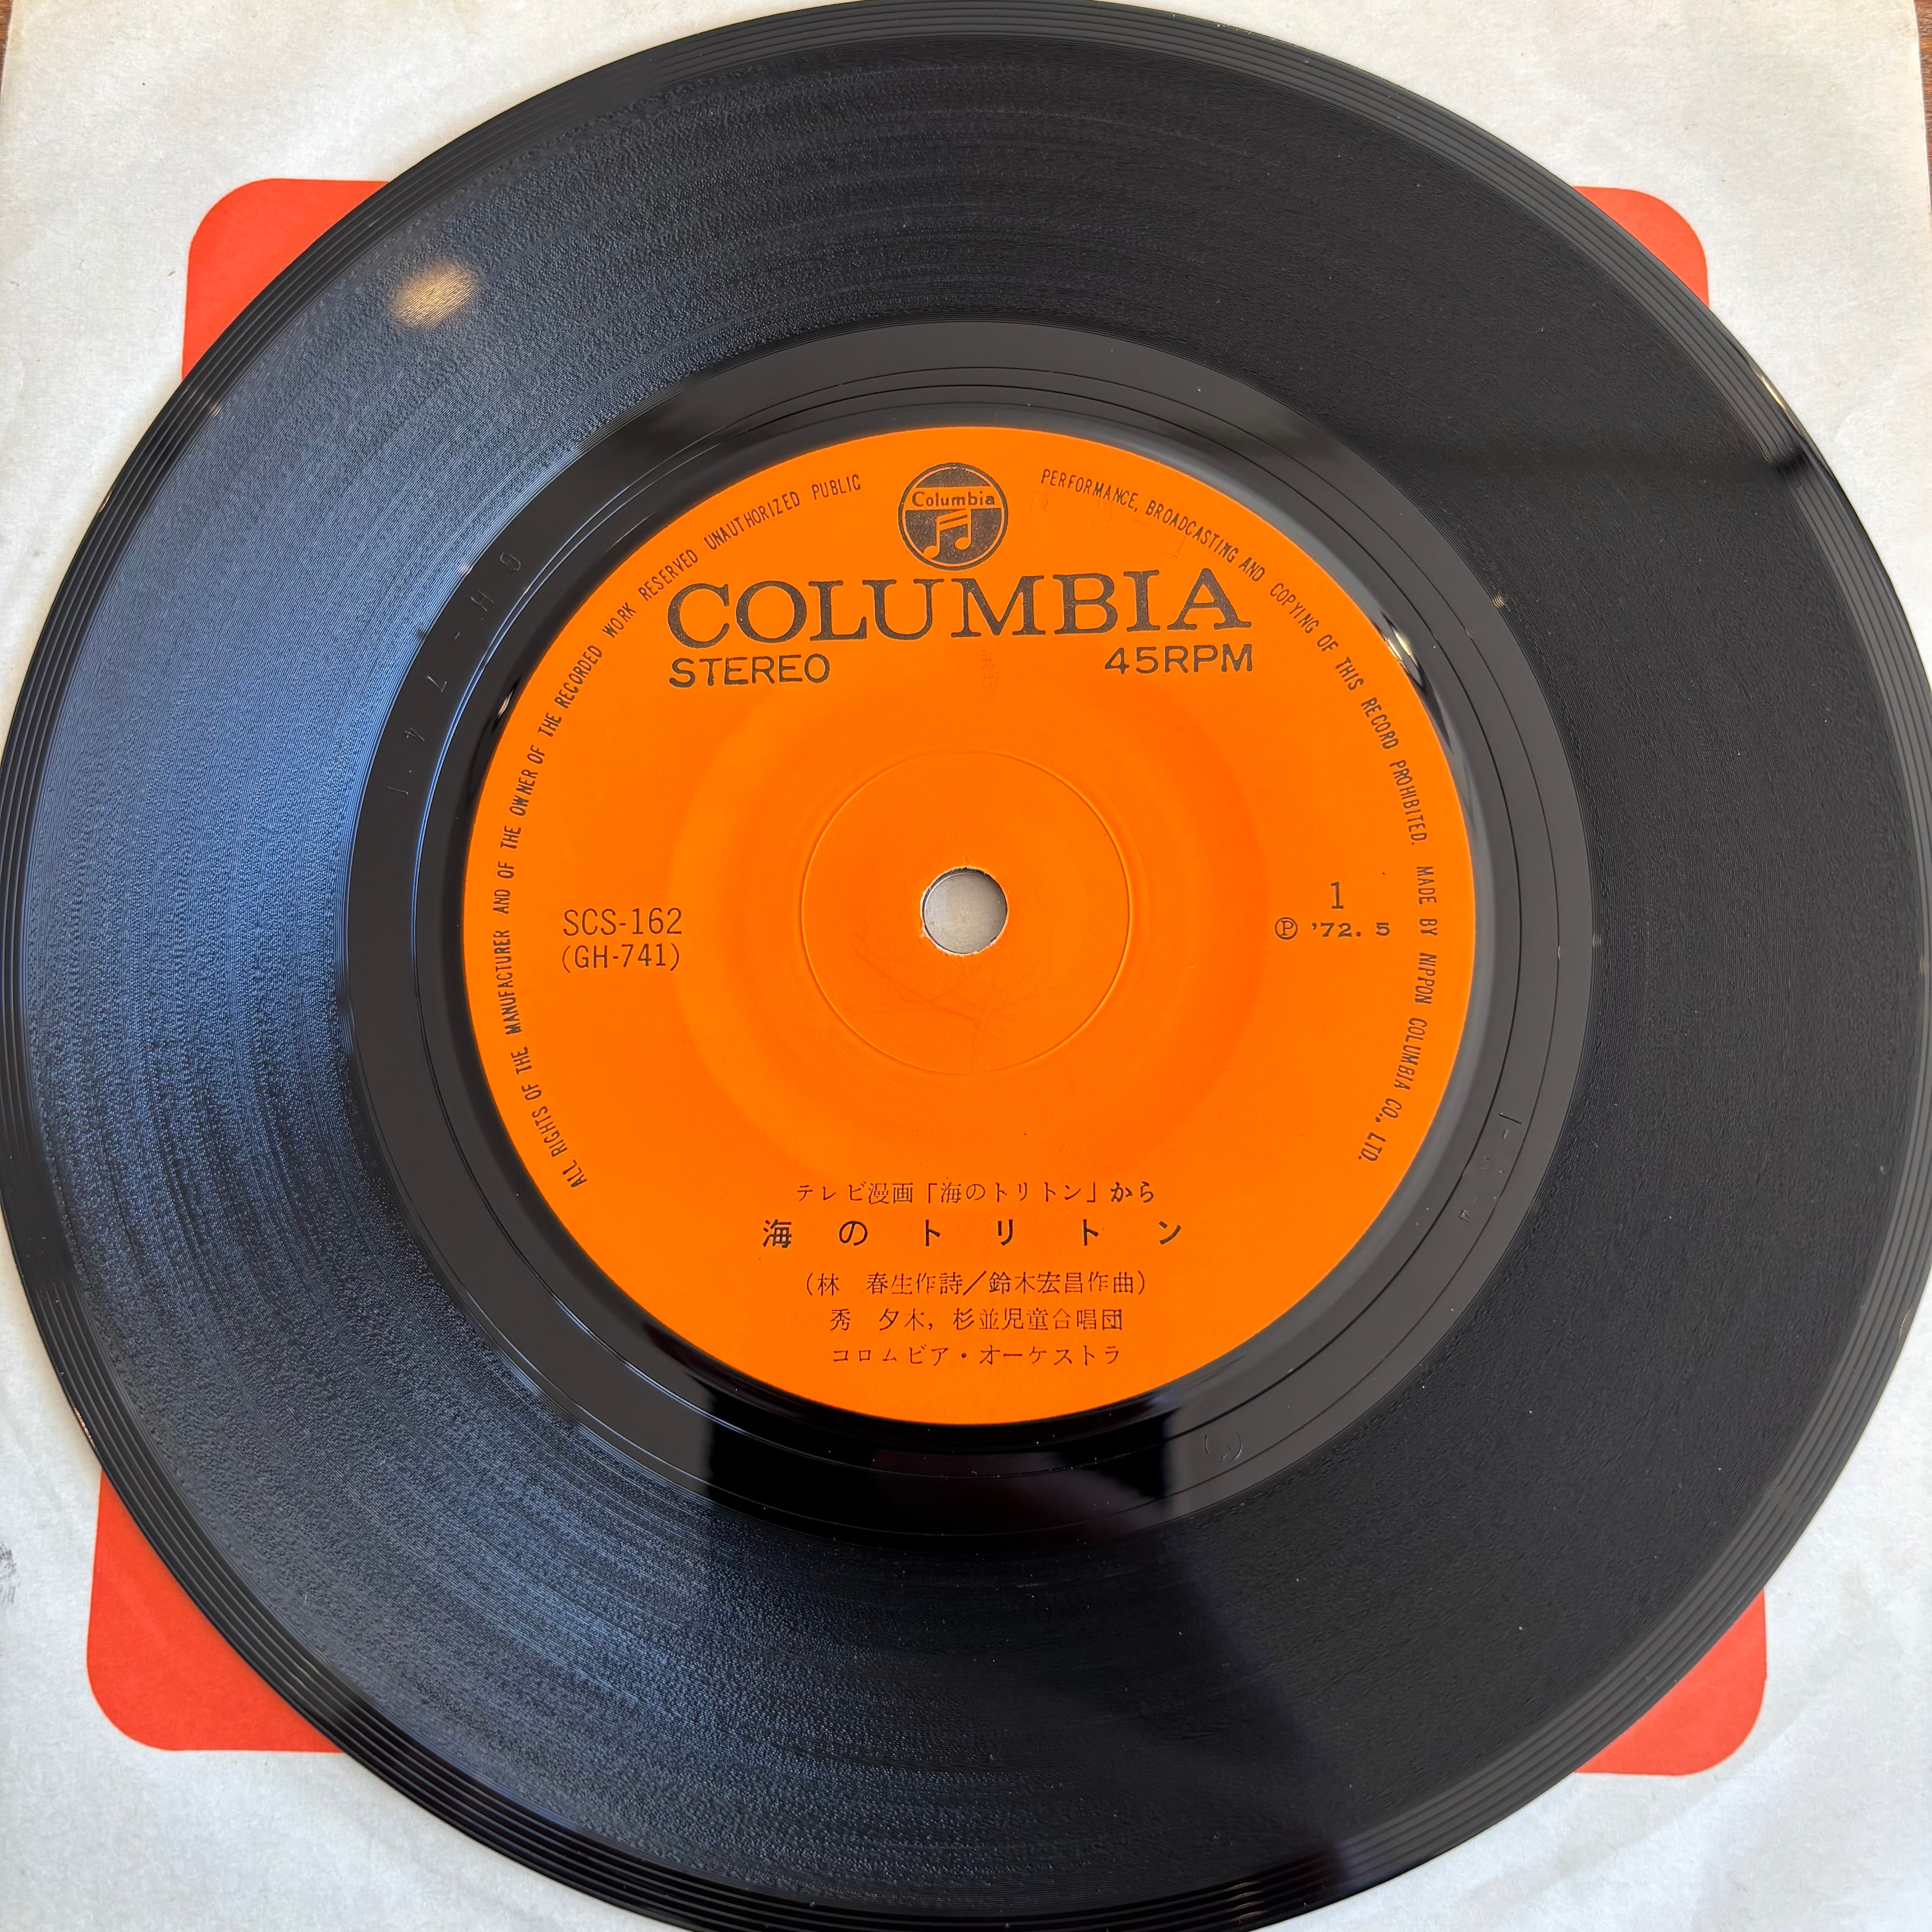 Columbia
COLUMBIA
STEREO 45RPM
ALL RIGHTS OF THE MANUFACTURER AND OF THE OWNER OF THE RECORDED WORK RESERVED UNAUTHORIZED PUBLIC PERFORMANCE, BROADCASTING AND COPYING OF THIS RECORD PROHIBITED. MADE BY NIPPON COLUMBIA CO., LTD.
SCS-162
(GH-741)
1
Ⓟ '72. 5
テレビ漫画「海のトリトン」から
海のトリトン
(林 春生作詩/鈴木宏昌作曲)
秀 夕木, 杉並児童合唱団
コロムビア・オーケストラ